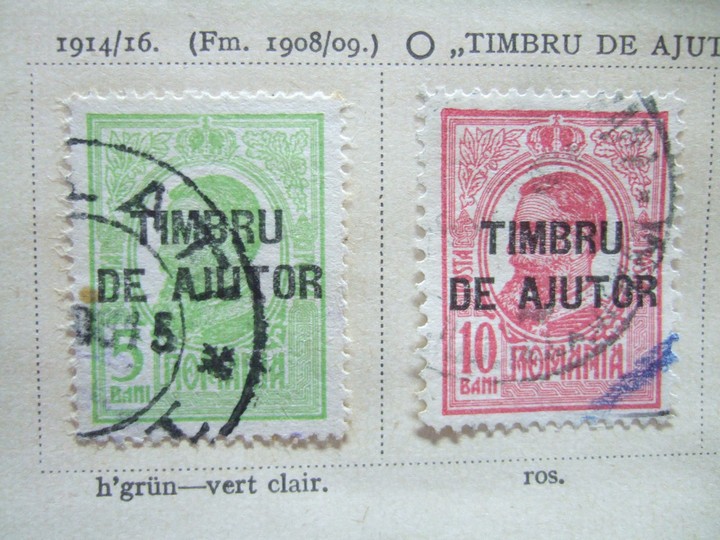 1914/16. (Fm. 1908/09.) O „TIMBRU DE AJUT
TIMBRU
DE AJUTOR
5
BANI
ROMANIA
TIMBRU
DE AJUTOR
POSTA
10
BANI
ROMANIA
h'grün—vert clair.
ros.